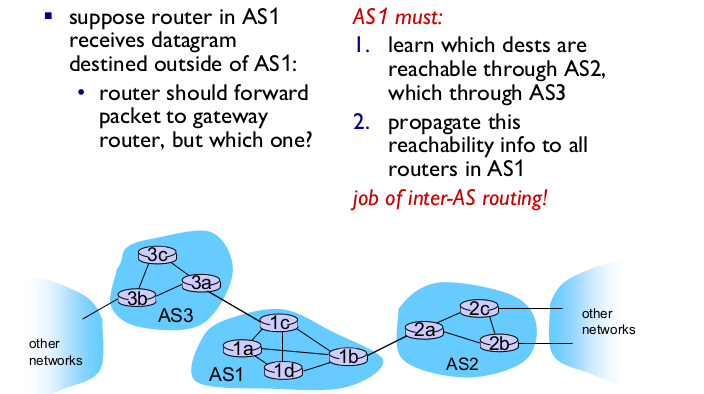 ▪ suppose router in AS1
receives datagram
destined outside of AS1:
• router should forward
packet to gateway
router, but which one?
AS1 must:
1. learn which dests are
reachable through AS2,
which through AS3
2. propagate this
reachability info to all
routers in AS1
job of inter-AS routing!
3c
3a
3b
AS3
other
networks
1c
1a
1b
1d
AS1
2c
2a
2b
AS2
other
networks